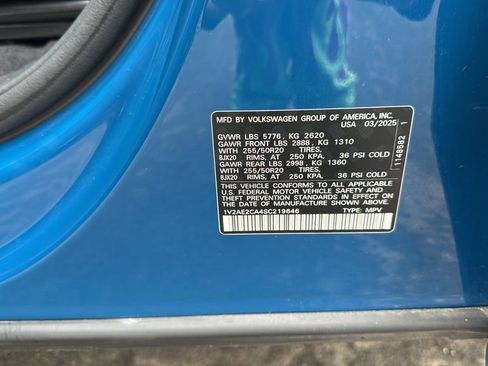 MFD BY VOLKSWAGEN GROUP OF AMERICA, INC.
USA 03/2025
GVWR LBS 5776, KG 2620
GAWR FRONT LBS 2888, KG 1310
WITH 255/50R20 TIRES,
8JX20 RIMS, AT 250 KPA, 36 PSI COLD
GAWR REAR LBS 2998, KG 1360
WITH 255/50R20 TIRES,
8JX20 RIMS, AT 250 KPA, 36 PSI COLD
THIS VEHICLE CONFORMS TO ALL APPLICABLE
U.S. FEDERAL MOTOR VEHICLE SAFETY AND
THEFT PREVENTION STANDARDS IN EFFECT ON
THE DATE OF MANUFACTURE SHOWN ABOVE
1V2AE2CA4SC219646 TYPE: MPV
1148682 1